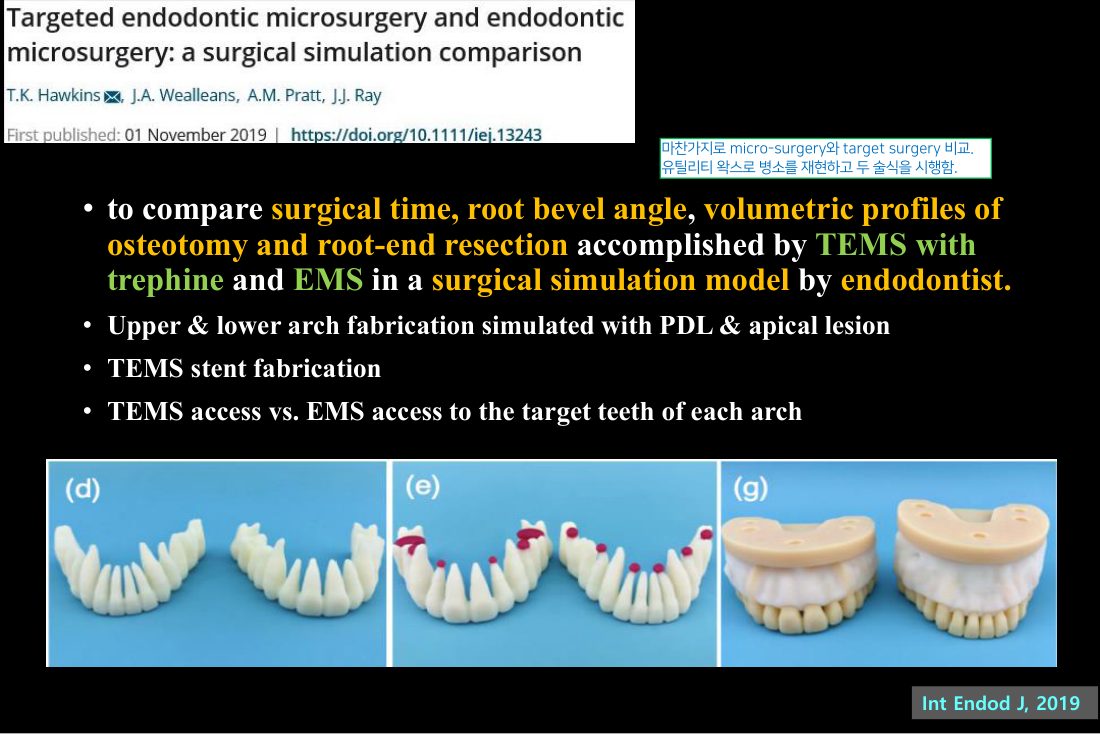 Targeted endodontic microsurgery and endodontic
microsurgery: a surgical simulation comparison
T.K. Hawkins, J.A. Wealleans, A.M. Pratt, J.J. Ray
First published: 01 November 2019 | https://doi.org/10.1111/iej.13243
마찬가지로 micro-surgery와 target surgery 비교.
유틸리티 왁스로 병소를 재현하고 두 술식을 시행함.
• to compare surgical time, root bevel angle, volumetric profiles of
osteotomy and root-end resection accomplished by TEMS with
trephine and EMS in a surgical simulation model by endodontist.
• Upper & lower arch fabrication simulated with PDL & apical lesion
• TEMS stent fabrication
• TEMS access vs. EMS access to the target teeth of each arch
(d)
(e)
(g)
Int Endod J, 2019